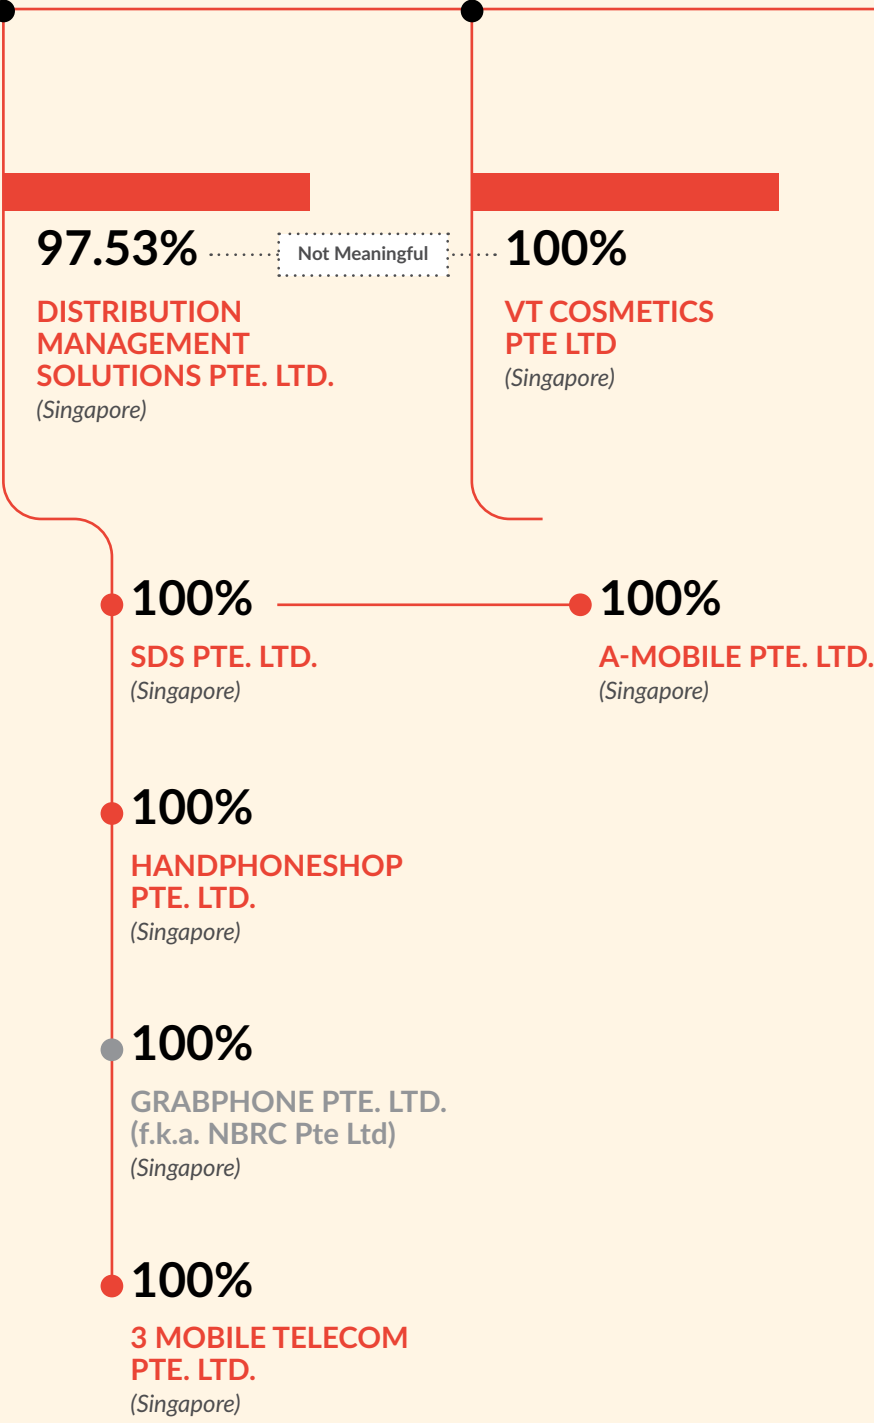 97.53%
Not Meaningful
100%
DISTRIBUTION
MANAGEMENT
SOLUTIONS PTE. LTD.
(Singapore)
VT COSMETICS
PTE LTD
(Singapore)
100%
SDS PTE. LTD.
(Singapore)
100%
A-MOBILE PTE. LTD.
(Singapore)
100%
HANDPHONESHOP
PTE. LTD.
(Singapore)
100%
GRABPHONE PTE. LTD.
(f.k.a. NBRC Pte Ltd)
(Singapore)
100%
3 MOBILE TELECOM
PTE. LTD.
(Singapore)